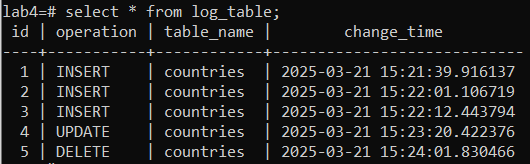 lab4=# select * from log_table;
 id | operation | table_name |        change_time
----+-----------+------------+----------------------------
  1 | INSERT    | countries  | 2025-03-21 15:21:39.916137
  2 | INSERT    | countries  | 2025-03-21 15:22:01.106719
  3 | INSERT    | countries  | 2025-03-21 15:22:12.443794
  4 | UPDATE    | countries  | 2025-03-21 15:23:20.422376
  5 | DELETE    | countries  | 2025-03-21 15:24:01.830466